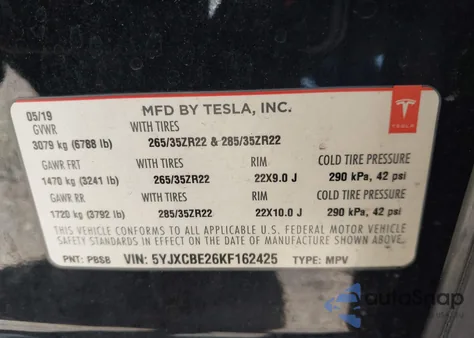 05/19 MFD BY TESLA, INC.
GVWR WITH TIRES
3079 kg (6788 lb) 265/35ZR22 & 285/35ZR22
TESLA
GAWR FRT WITH TIRES RIM COLD TIRE PRESSURE
1470 kg (3241 lb) 265/35ZR22 22X9.0 J 290 kPa, 42 psi
GAWR RR WITH TIRES RIM COLD TIRE PRESSURE
1720 kg (3792 lb) 285/35ZR22 22X10.0 J 290 kPa, 42 psi
THIS VEHICLE CONFORMS TO ALL APPLICABLE U.S. FEDERAL MOTOR VEHICLE
SAFETY STANDARDS IN EFFECT ON THE DATE OF MANUFACTURE SHOWN ABOVE.
PNT: PBSB VIN: 5YJXCBE26KF162425 TYPE: MPV
autoSnap